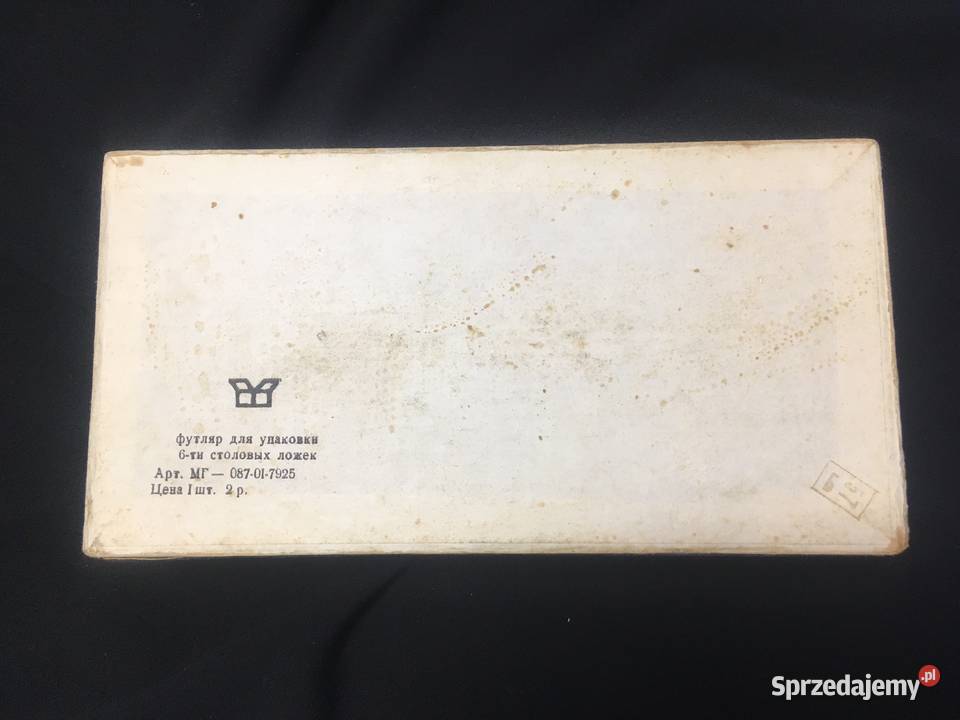 футляр для упаковки
6-ти столовых ложек
Арт. МГ — 087-01-7925
Цена 1 шт. 2 р.
Sprzedajemy.pl